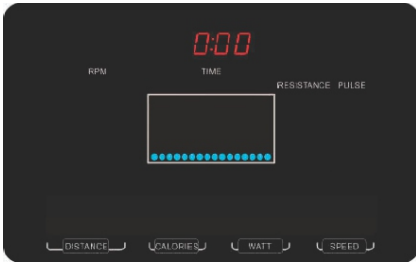 0:00
RPM TIME
RESISTANCE PULSE
DISTANCE CALORIES WATT SPEED